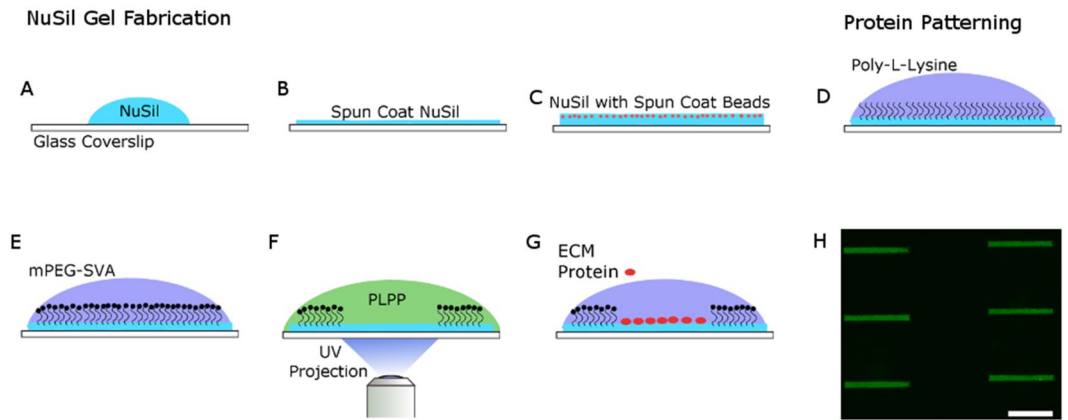 NuSil Gel Fabrication
Protein Patterning
A
NuSil
Glass Coverslip
B
Spun Coat NuSil
C
NuSil with Spun Coat Beads
D
Poly-L-Lysine
E
mPEG-SVA
F
PLPP
UV
Projection
G
ECM
Protein
H